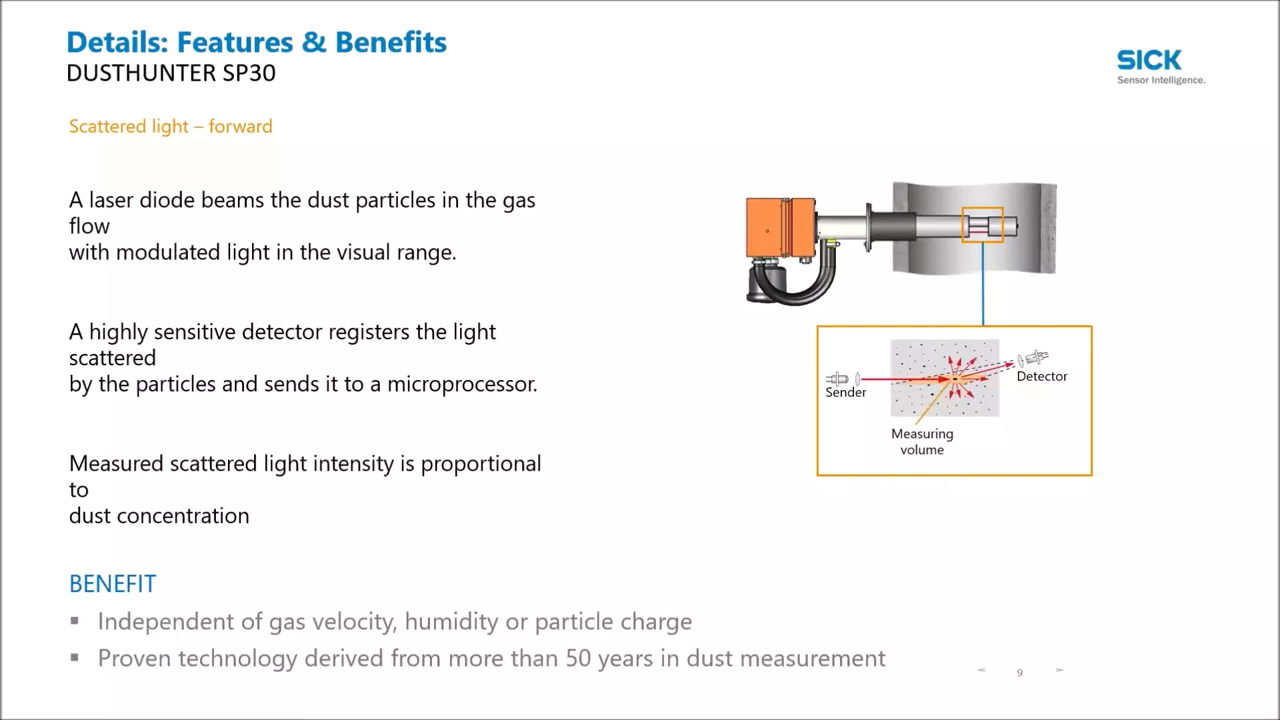 Details: Features & Benefits
DUSTHUNTER SP30
SICK
Sensor Intelligence.
Scattered light – forward
A laser diode beams the dust particles in the gas
flow
with modulated light in the visual range.
A highly sensitive detector registers the light
scattered
by the particles and sends it to a microprocessor.
Measured scattered light intensity is proportional
to
dust concentration
Sender
Detector
Measuring
volume
BENEFIT
▪ Independent of gas velocity, humidity or particle charge
▪ Proven technology derived from more than 50 years in dust measurement
< 9 >